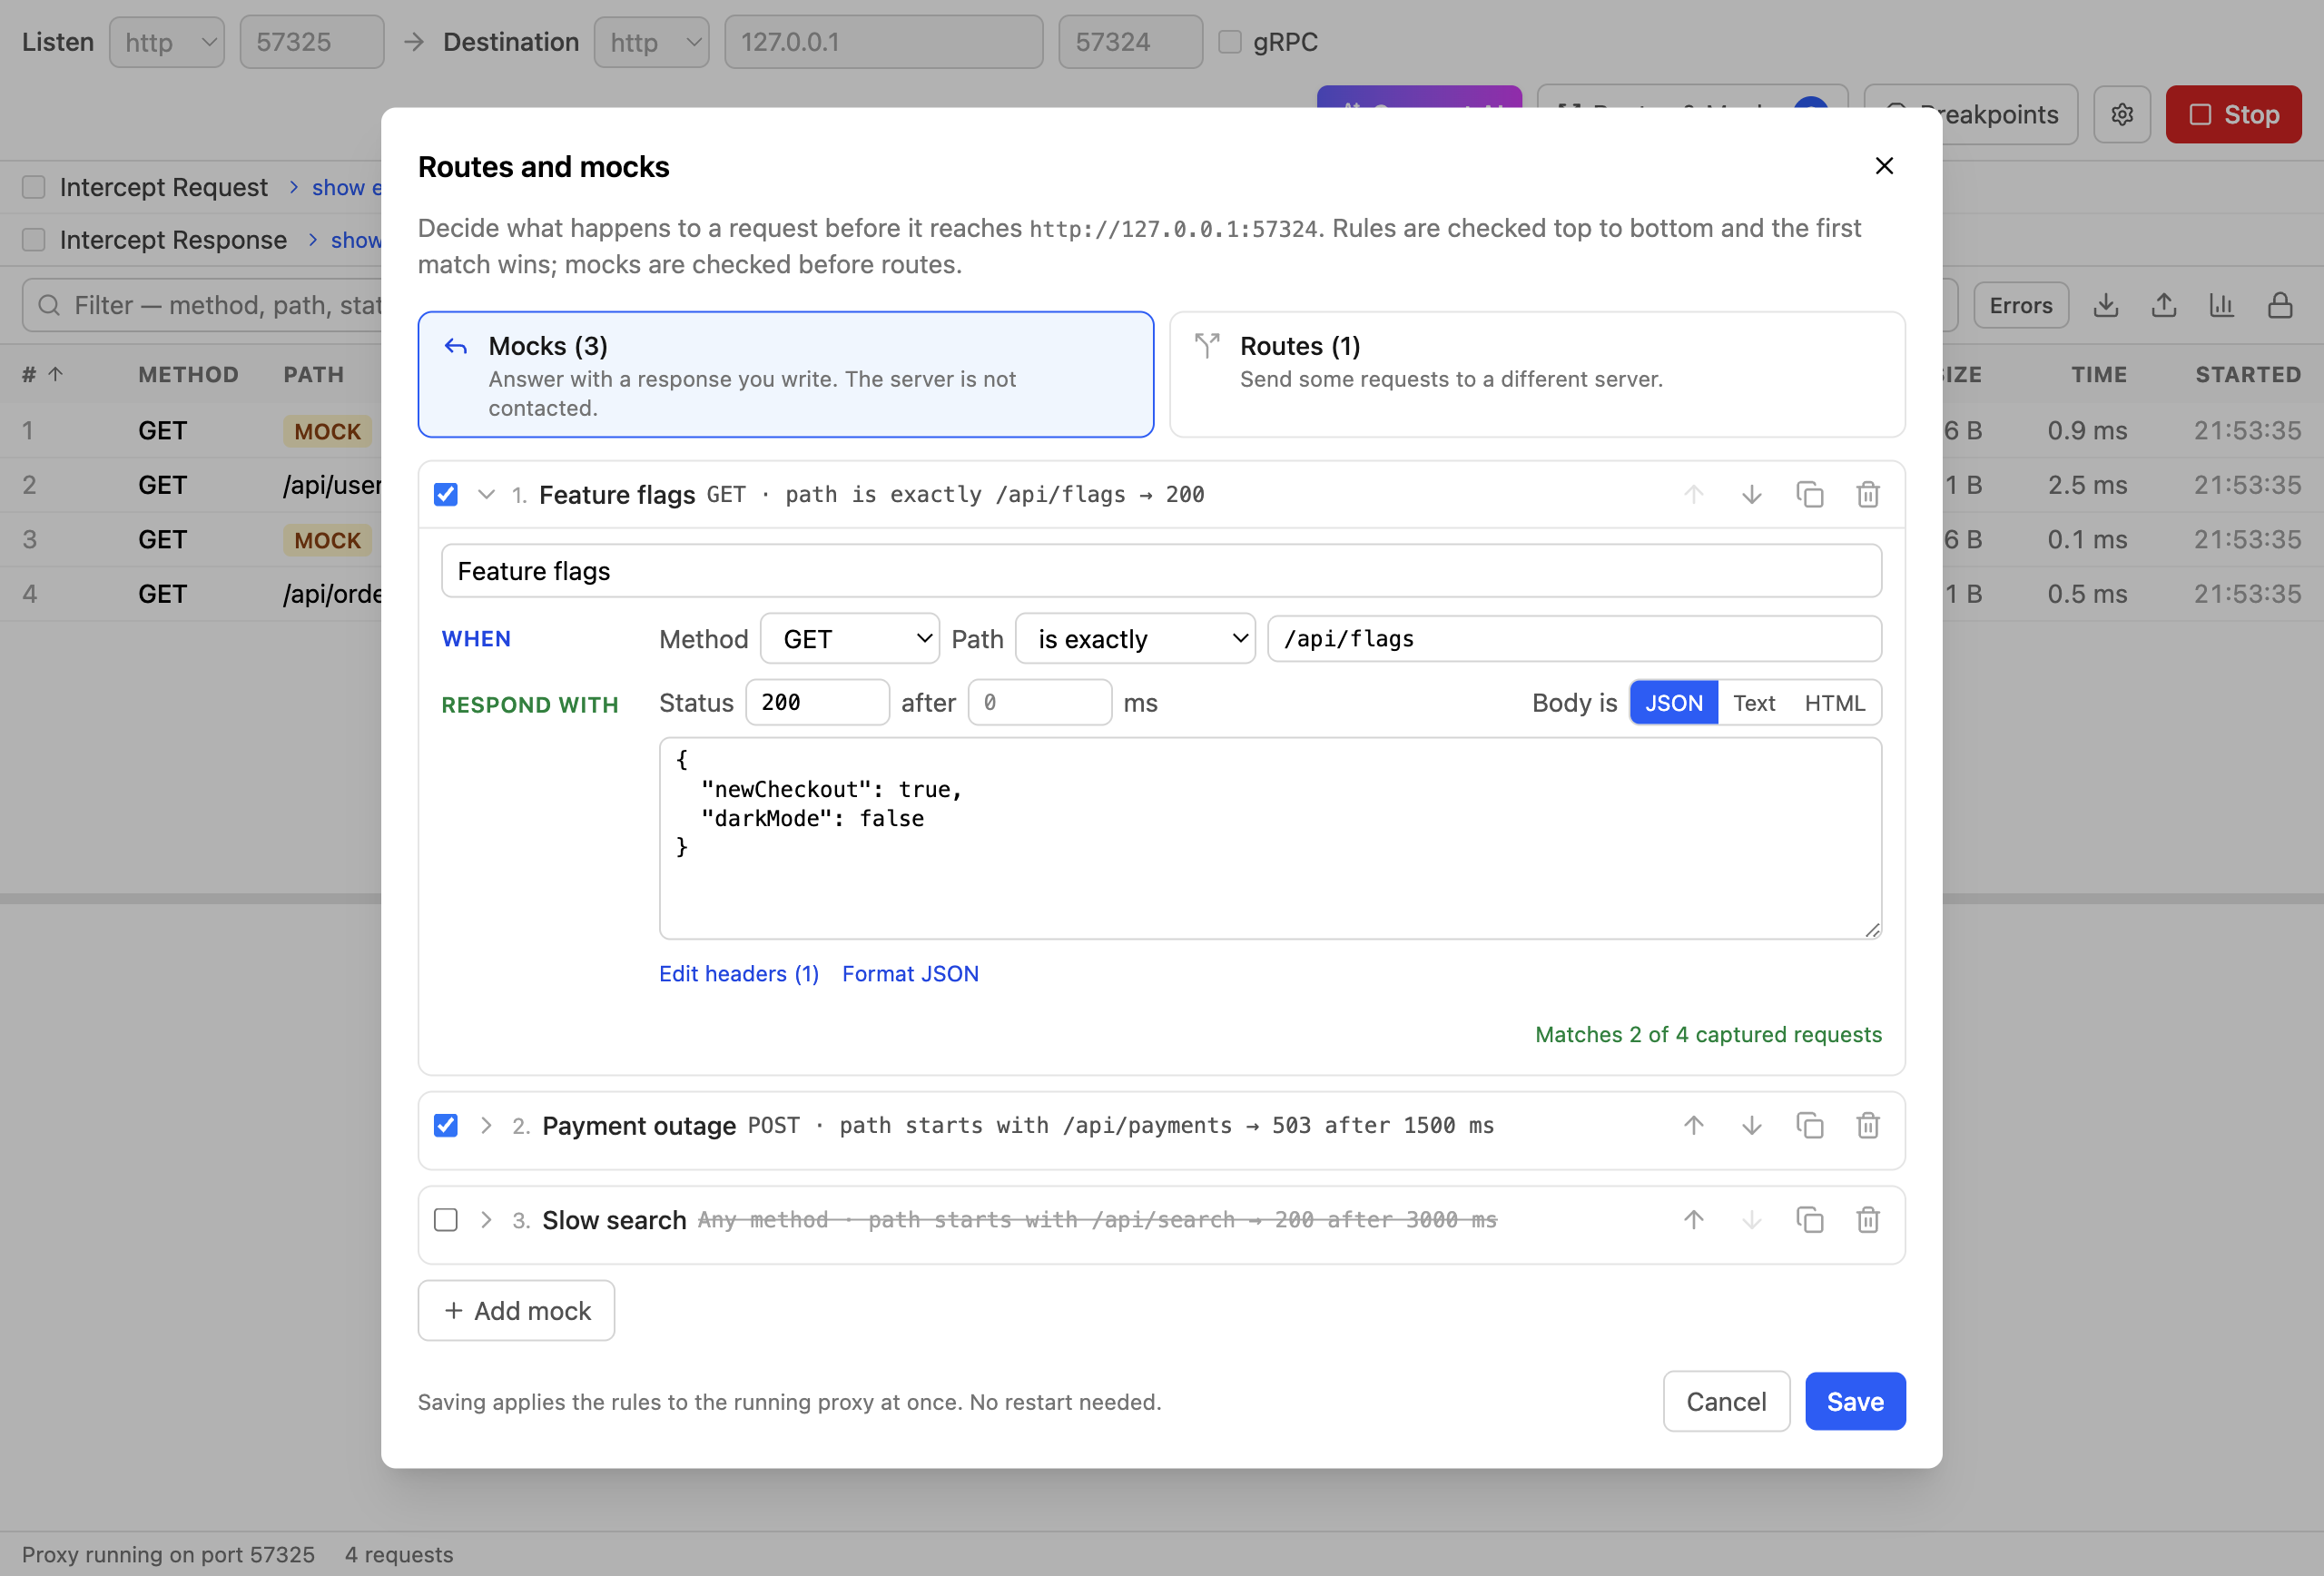 Listen http 57325 → Destination http 127.0.0.1 57324 gRPC
Breakpoints Stop
Intercept Request > show
Intercept Response > show
Filter — method, path, Errors
# ↑ METHOD PATH SIZE TIME STARTED
1 GET MOCK 6 B 0.9 ms 21:53:35
2 GET /api/user 1 B 2.5 ms 21:53:35
3 GET MOCK 6 B 0.1 ms 21:53:35
4 GET /api/orde 1 B 0.5 ms 21:53:35
Routes and mocks
Decide what happens to a request before it reaches http://127.0.0.1:57324. Rules are checked top to bottom and the first
match wins; mocks are checked before routes.
Mocks (3)
Answer with a response you write. The server is not
contacted.
Routes (1)
Send some requests to a different server.
1. Feature flags GET · path is exactly /api/flags → 200
Feature flags
WHEN Method GET Path is exactly /api/flags
RESPOND WITH Status 200 after 0 ms Body is JSON Text HTML
{
"newCheckout": true,
"darkMode": false
}
Edit headers (1) Format JSON
Matches 2 of 4 captured requests
2. Payment outage POST · path starts with /api/payments → 503 after 1500 ms
3. Slow search Any method · path starts with /api/search → 200 after 3000 ms
+ Add mock
Saving applies the rules to the running proxy at once. No restart needed.
Cancel Save
Proxy running on port 57325 4 requests